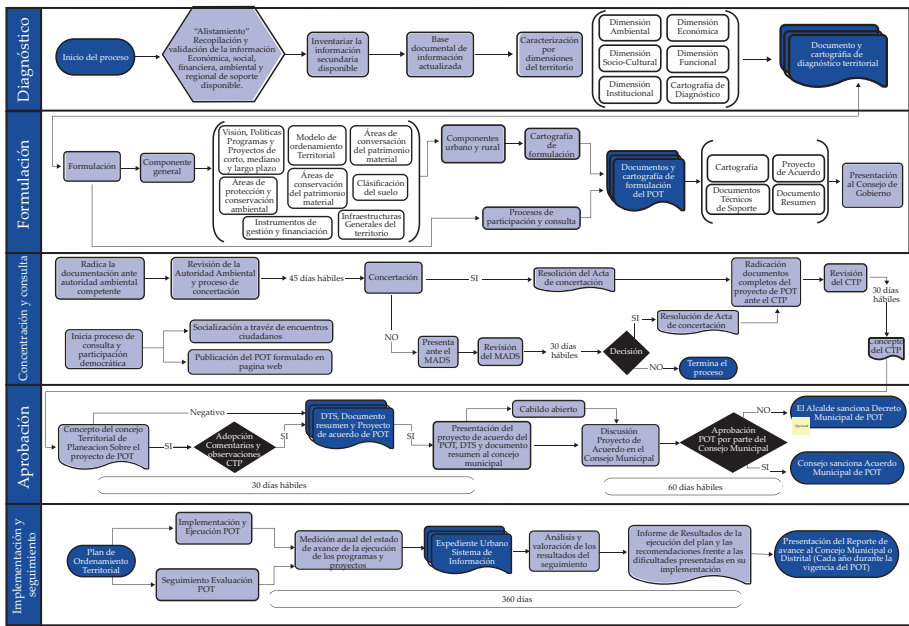 Diagnóstico
Inicio del proceso
"Alistamiento"
Recopilación y
validación de la información
Económica, social,
financiera, ambiental y
regional de soporte
disponible.
Inventariar la
información
secundaria
disponible
Base
documental de
información
actualizada
Caracterización
por
dimensiones
del territorio
Dimensión
Ambiental
Dimensión
Económica
Dimensión
Socio-Cultural
Dimensión
Funcional
Dimensión
Institucional
Cartografia de
Diagnóstico
Documento y
cartografía de
diagnóstico territorial
Formulación
Formulación
Componente
general
Visión, Políticas
Programas y
Proyectos de
corto, mediano
y largo plazo
Modelo de
ordenamiento
Territorial
Áreas de
conversación
del patrimonio
material
Áreas de
protección y
conservación
ambiental
Áreas de
conservación
del patrimonio
material
Clásificación
del suelo
Instrumentos de
gestión y financiación
Infraestructuras
Generales del
territorio
Componentes
urbano y rural
Cartografía
de
formulación
Procesos de
participación y consulta
Documentos y
cartografía de
formulación
del POT
Cartografía
Proyecto
de Acuerdo
Documentos
Técnicos
de Soporte
Documento
Resumen
Presentación
al Consejo de
Gobierno
Concentración y consulta
Radica la
documentación ante
autoridad ambiental
competente
Revisión de la
Autoridad Ambiental
y proceso de
concertación
45 días hábiles
Concertación
SI
Resolición del Acta
de concertación
Radicación
documentos
completos del
proyecto de POT
ante el CTP
Revisión
del CTP
30 días
hábiles
Concepto
del CTP
Inicia proceso de
consulta y
participación
democrática
Socialización a travéz de encuentros
ciudadanos
Publicación del POT formulado en
pagina web
NO
Presenta
ante el
MADS
Revisión
del MADS
30 días
hábiles
Decisión
SI
Resolución de Acta
de concertación
NO
Termina el
proceso
Aprobación
Concepto del concejo
Territorial de
Planeacion Sobre el
proyecto de POT
Negativo
SI
Adopción
Comentarios y
observaciones
CTP
SI
DTS, Documento
resumen y Proyecto
de acuerdo de POT
Presentación del
proyecto de acuerdo del
POT, DTS y documento
resumen al concejo
municipal
Cabildo abierto
Discusión
Proyecto de
Acuerdo en el
Consejo Municipal
Aprobación
POT por parte del
Consejo Municipal
NO
El Alcalde sanciona Decreto
Municipal de POT
Opcional
SI
Consejo sanciona Acuerdo
Municipal de POT
30 días hábiles
60 días hábiles
Implementación y
seguimiento
Plan de
Ordenamiento
Territorial
Implementación y
Ejecución POT
Seguimiento Evaluación
POT
Medición anual del estado
de avance de la ejecución
de los programas y
proyectos
Expediente Urbano
Sistema de
Información
Análisis y
valoración de los
resultados del
seguimiento
Informe de Resultados de la
ejecución del plan y las
recomendaciones frente a las
dificultades presentadas en su
implementación
Presentación del Reporte de
avance al Concejo Municipal o
Distrital (Cada año durante la
vigencia del POT)
360 días